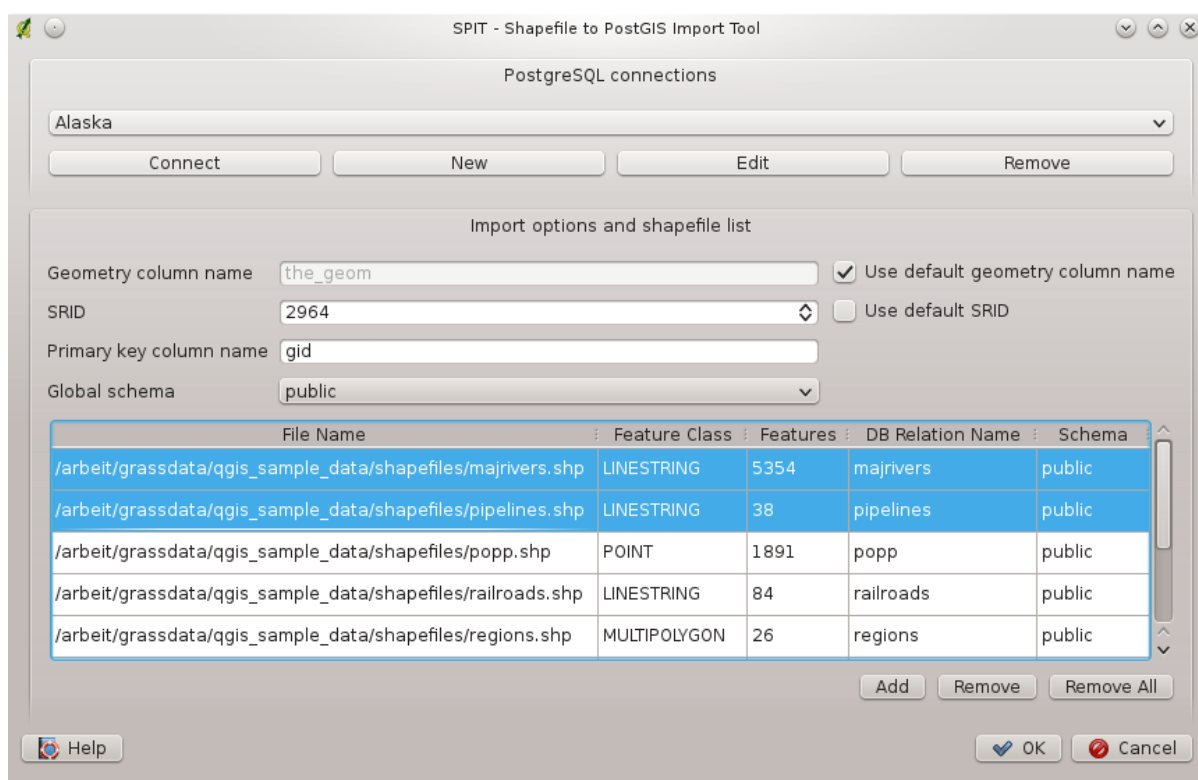 SPIT - Shapefile to PostGIS Import Tool
PostgreSQL connections
Alaska
Connect New Edit Remove
Import options and shapefile list
Geometry column name the_geom Use default geometry column name
SRID 2964 Use default SRID
Primary key column name gid
Global schema public
File Name Feature Class Features DB Relation Name Schema
/arbeit/grassdata/qgis_sample_data/shapefiles/majrivers.shp LINESTRING 5354 majrivers public
/arbeit/grassdata/qgis_sample_data/shapefiles/pipelines.shp LINESTRING 38 pipelines public
/arbeit/grassdata/qgis_sample_data/shapefiles/popp.shp POINT 1891 popp public
/arbeit/grassdata/qgis_sample_data/shapefiles/railroads.shp LINESTRING 84 railroads public
/arbeit/grassdata/qgis_sample_data/shapefiles/regions.shp MULTIPOLYGON 26 regions public
Add Remove Remove All
Help OK Cancel